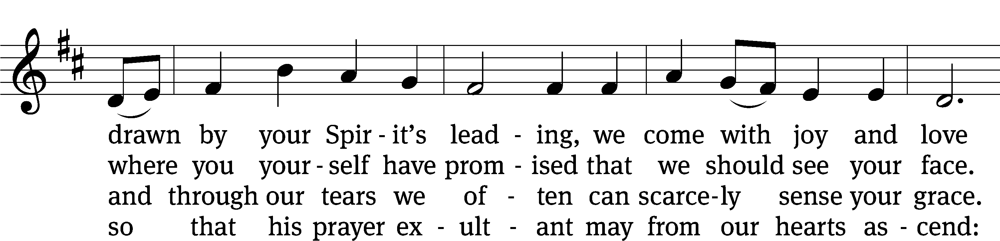 drawn by your Spir - it’s lead - ing, we come with joy and love
where you your - self have prom - ised that we should see your face.
and through our tears we of - ten can scarce - ly sense your grace.
so that his prayer ex - ult - ant may from our hearts as - cend: